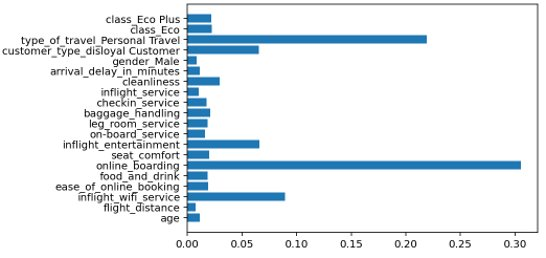 class_Eco Plus
class_Eco
type_of_travel_Personal Travel
customer_type_disloyal Customer
gender_Male
arrival_delay_in_minutes
cleanliness
inflight_service
checkin_service
baggage_handling
leg_room_service
on-board_service
inflight_entertainment
seat_comfort
online_boarding
food_and_drink
ease_of_online_booking
inflight_wifi_service
flight_distance
age
0.00 0.05 0.10 0.15 0.20 0.25 0.30